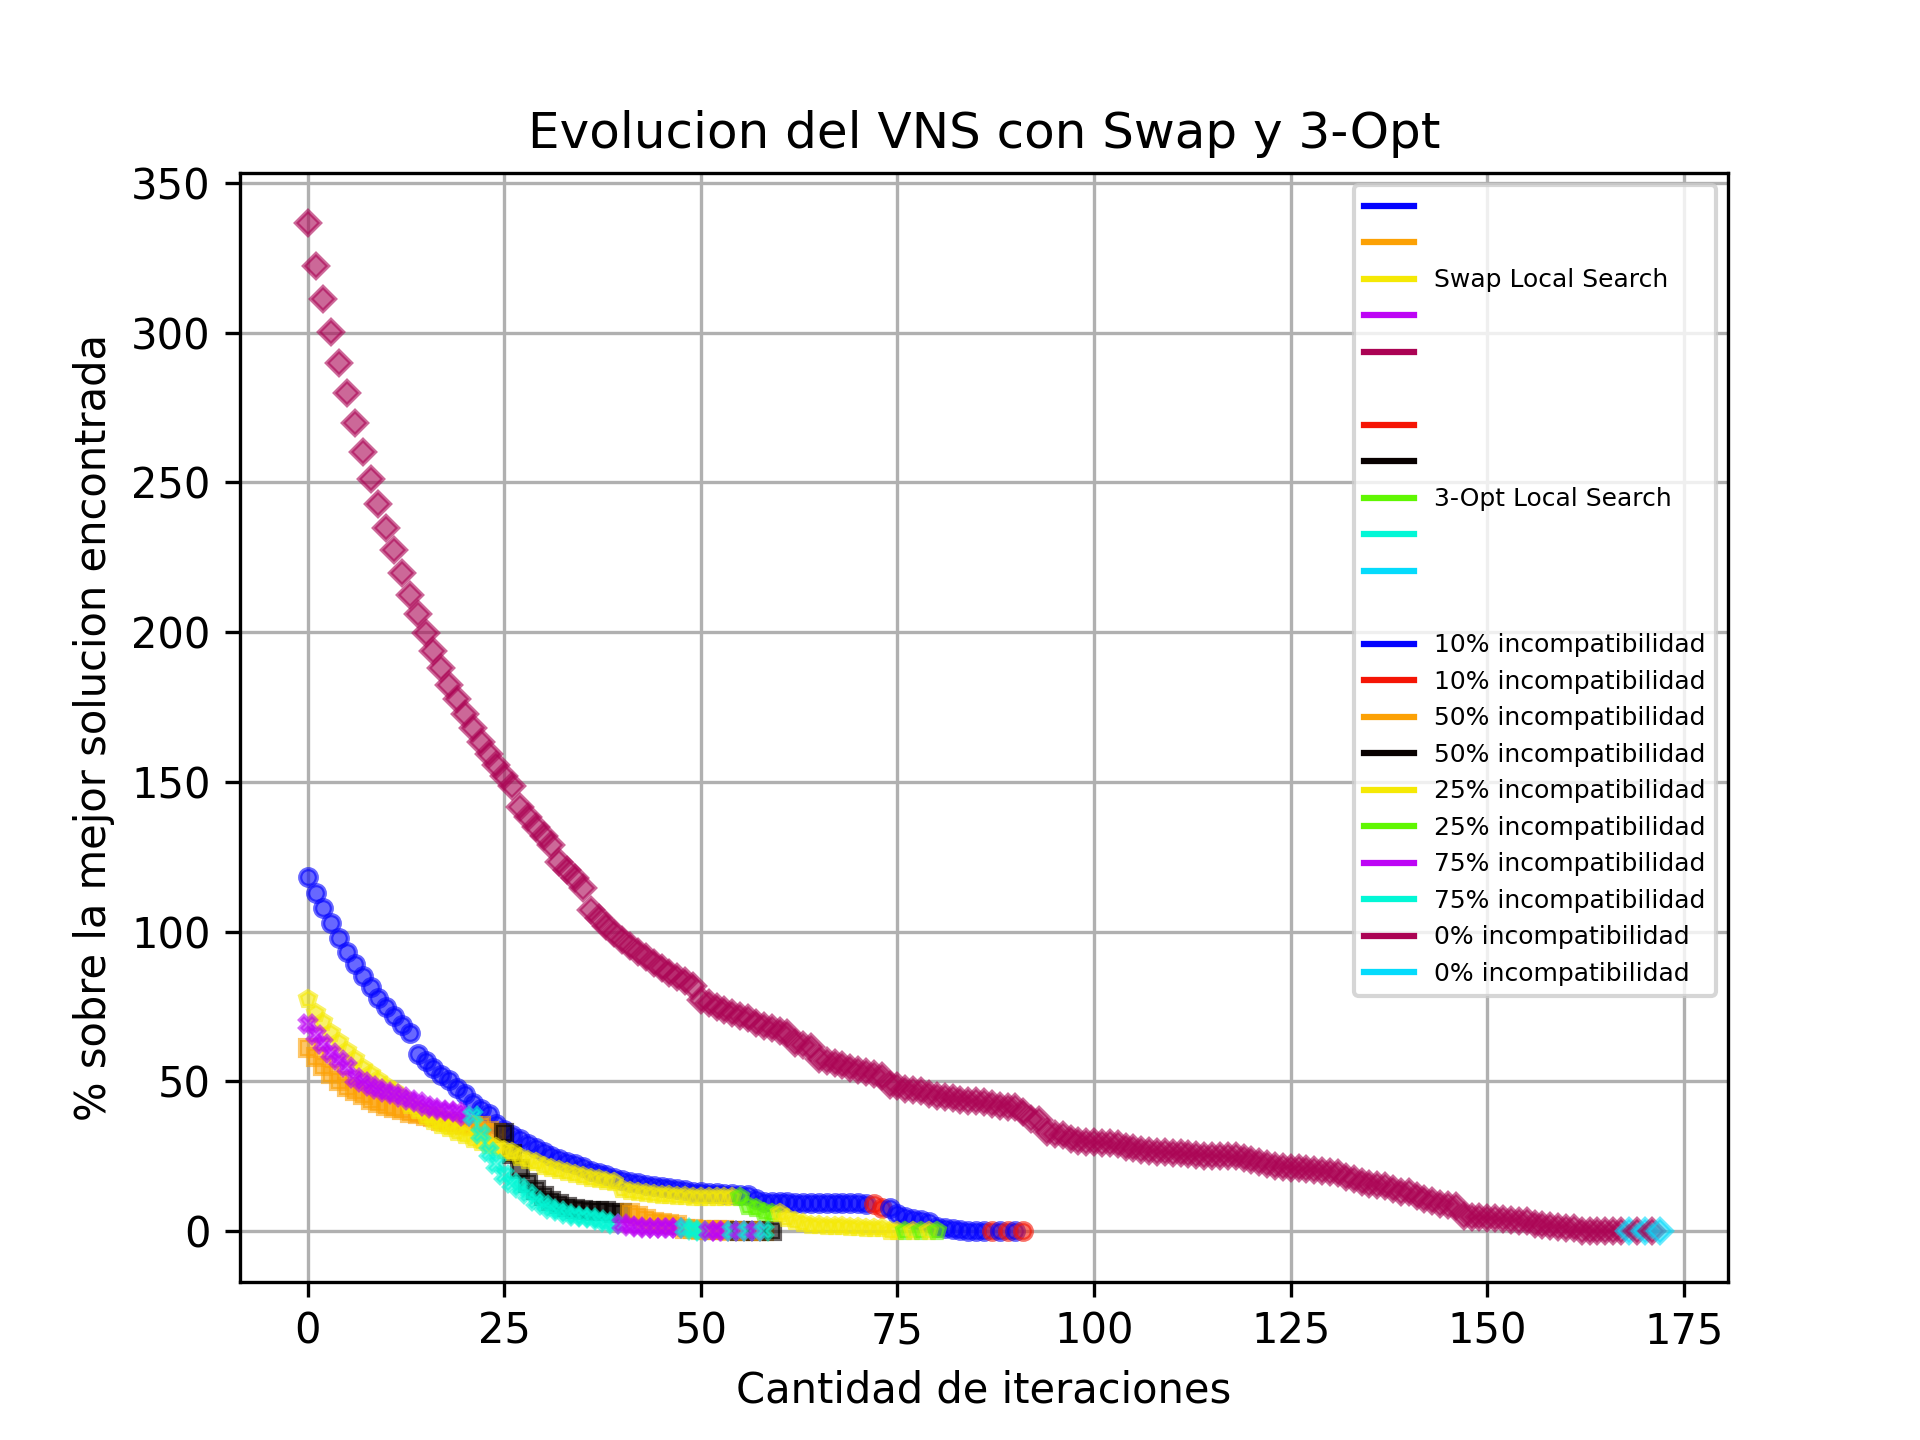 Evolucion del VNS con Swap y 3-Opt
350
300
250
200
150
100
50
0
% sobre la mejor solucion encontrada
Swap Local Search
3-Opt Local Search
10% incompatibilidad
10% incompatibilidad
50% incompatibilidad
50% incompatibilidad
25% incompatibilidad
25% incompatibilidad
75% incompatibilidad
75% incompatibilidad
0% incompatibilidad
0% incompatibilidad
0 25 50 75 100 125 150 175
Cantidad de iteraciones